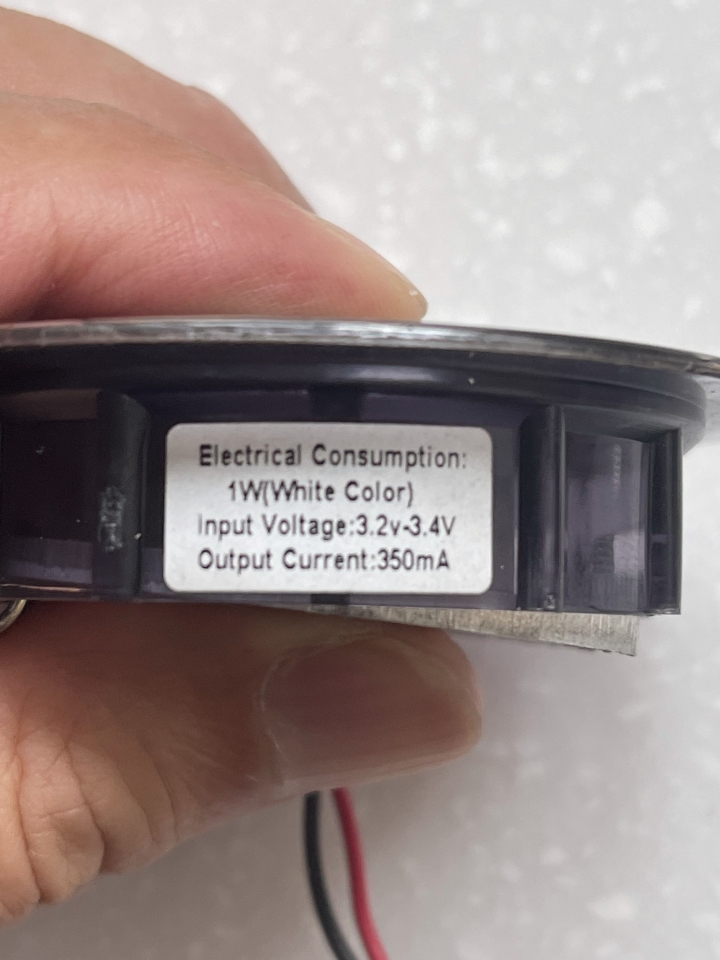 Electrical Consumption:
1W(White Color)
Input Voltage:3.2v-3.4V
Output Current:350mA